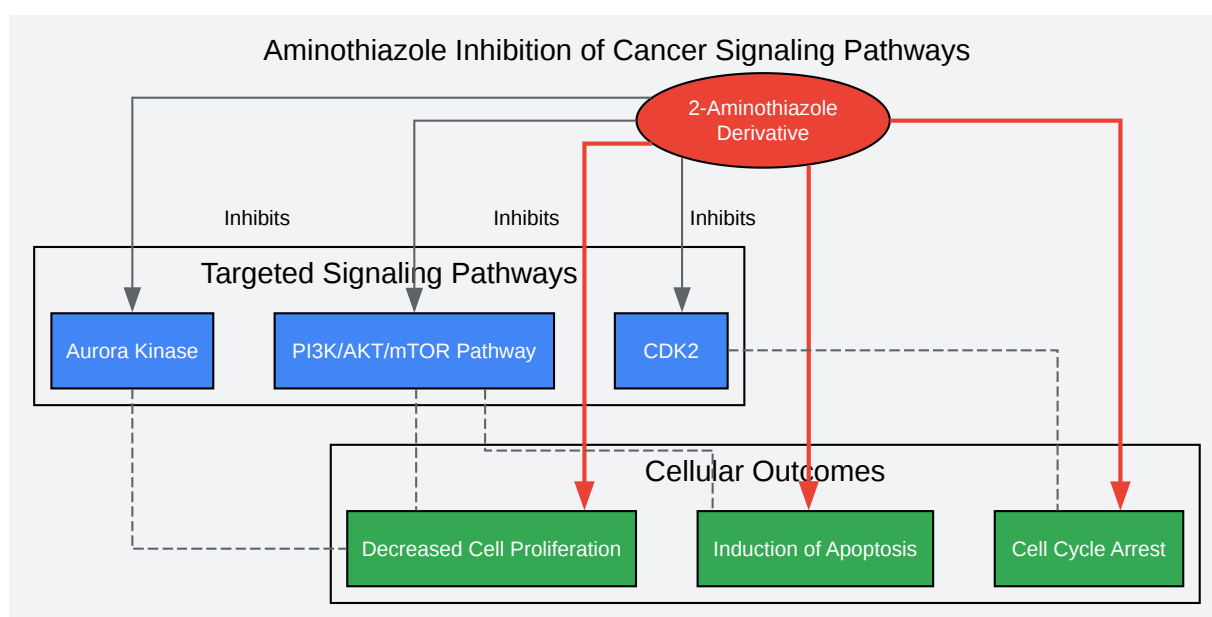 Aminothiazole Inhibition of Cancer Signaling Pathways
2-Aminothiazole
Derivative
Inhibits
Inhibits
Inhibits
Targeted Signaling Pathways
Aurora Kinase
PI3K/AKT/mTOR Pathway
CDK2
Cellular Outcomes
Decreased Cell Proliferation
Induction of Apoptosis
Cell Cycle Arrest